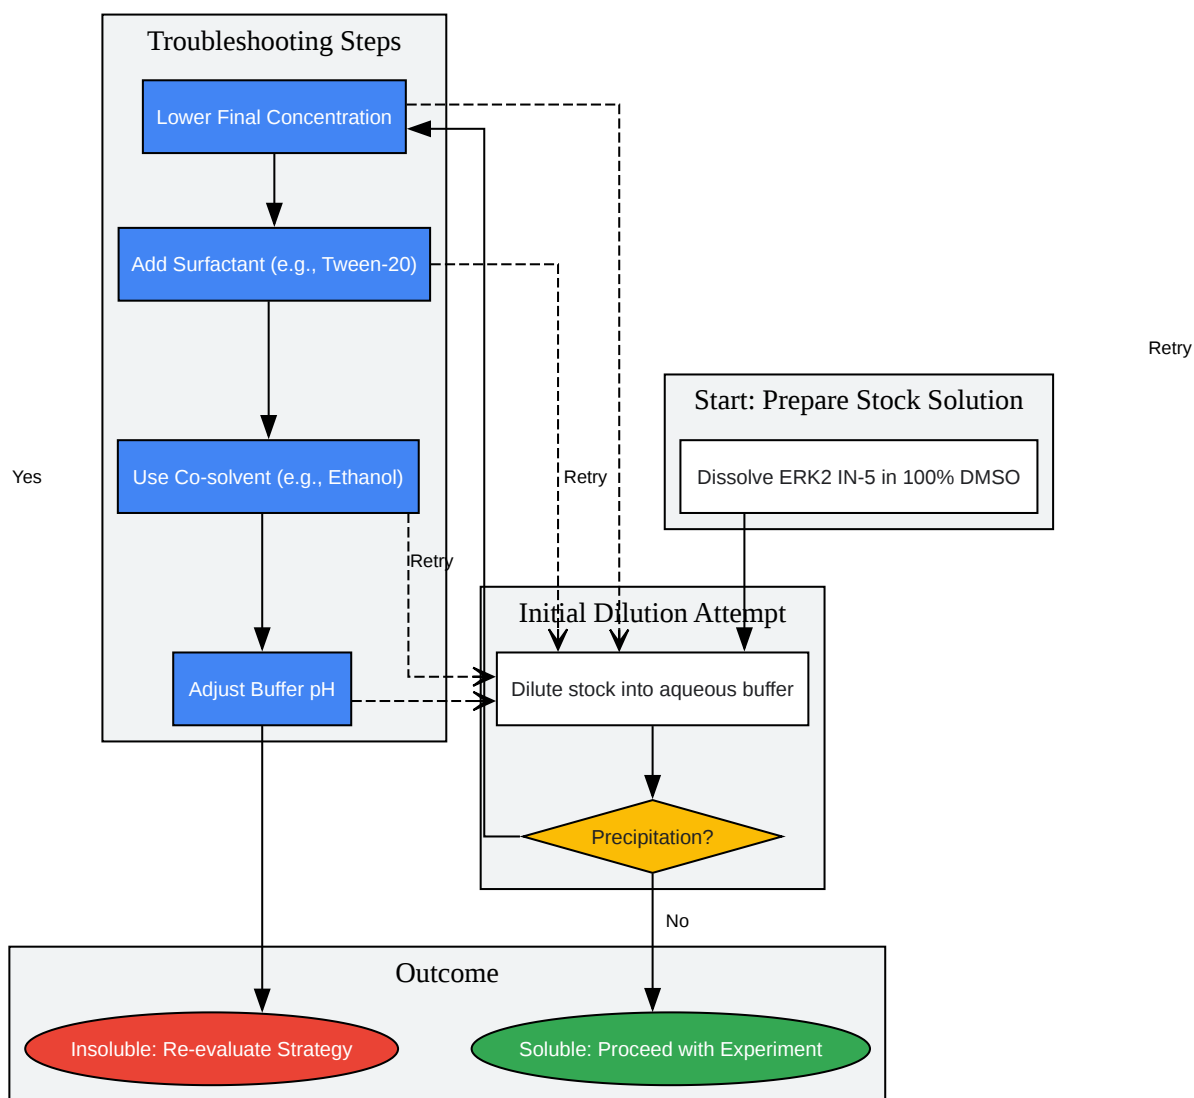 Troubleshooting Steps
Lower Final Concentration
Add Surfactant (e.g., Tween-20)
Retry
Start: Prepare Stock Solution
Yes
Use Co-solvent (e.g., Ethanol)
Retry
Dissolve ERK2 IN-5 in 100% DMSO
Retry
Initial Dilution Attempt
Adjust Buffer pH
Dilute stock into aqueous buffer
Precipitation?
No
Outcome
Insoluble: Re-evaluate Strategy
Soluble: Proceed with Experiment